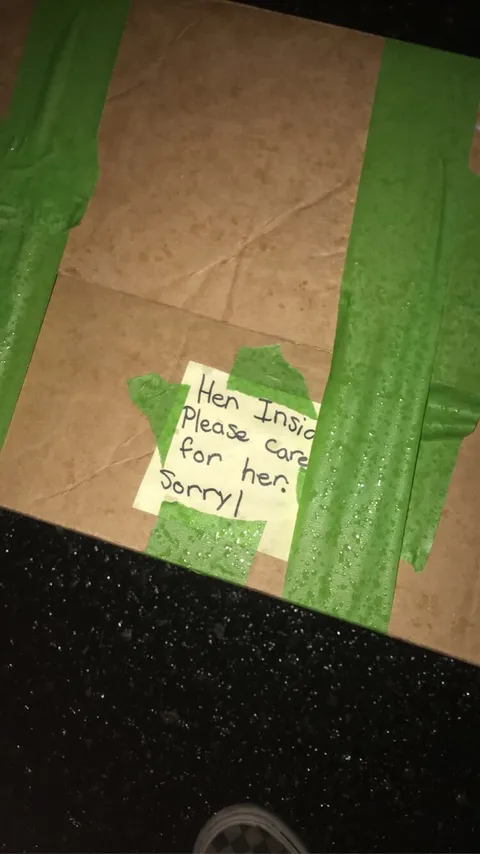 Hen Insid
Please care
for her.
Sorry!